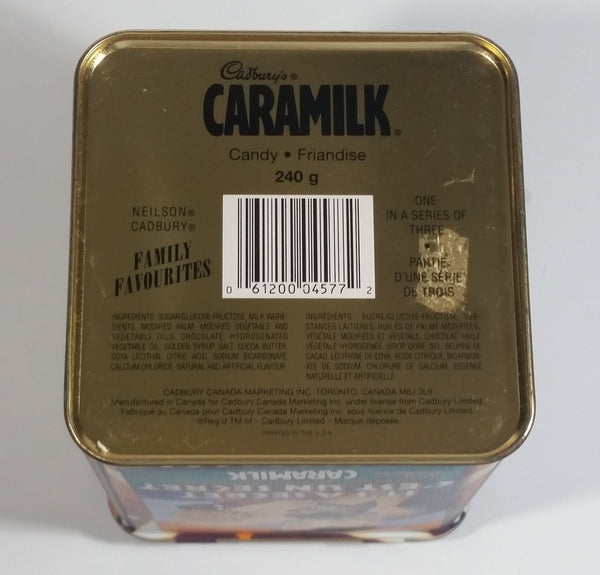 Cadbury's®
CARAMILK®
Candy • Friandise
240 g
NEILSON®
CADBURY®
FAMILY
FAVOURITES
0 61200 04577 2
ONE
IN A SERIES OF
THREE
•
PARTIE
D'UNE SÉRIE
DE TROIS
INGREDIENTS: SUGAR/GLUCOSE-FRUCTOSE, MILK INGRE-
DIENTS, MODIFIED PALM, MODIFIED VEGETABLE AND
VEGETABLE OILS, CHOCOLATE, HYDROGENATED
VEGETABLE OIL, GOLDEN SYRUP, SALT, COCOA BUTTER,
SOYA LECITHIN, CITRIC ACID, SODIUM BICARBONATE,
CALCIUM CHLORIDE, NATURAL AND ARTIFICIAL FLAVOUR
INGRÉDIENTS: SUCRE/GLUCOSE-FRUCTOSE, SUB-
STANCES LAITIÈRES, HUILES DE PALME MODIFIÉES,
VÉGÉTALE MODIFIÉES ET VÉGÉTALE, CHOCOLAT, HUILE
VÉGÉTALE HYDROGÉNÉE, SIROP DORÉ, SEL, BEURRE DE
CACAO, LÉCITHINE DE SOYA, ACIDE CITRIQUE, BICARBON-
ATE DE SODIUM, CHLORURE DE CALCIUM, ESSENCE
NATURELLE ET ARTIFICIELLE.
CADBURY CANADA MARKETING INC. TORONTO, CANADA M6J 3L9
Manufactured in Canada for Cadbury Canada Marketing Inc. under license from Cadbury Limited.
Fabriqué au Canada pour Cadbury Canada Marketing Inc. sous licence de Cadbury Limited.
®Reg'd TM of - Cadbury Limited - Marque déposée
PRINTED IN THE U.S.A.
CARAMILK
C'EST UN SECRET
IT'S A SECRET